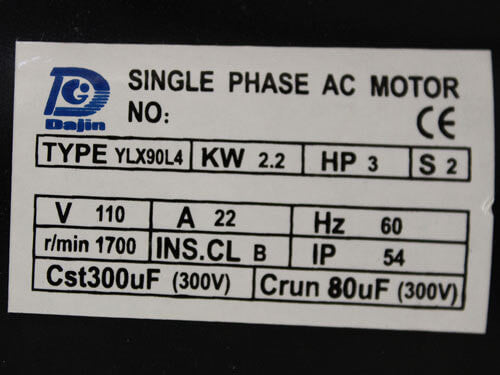 SINGLE PHASE AC MOTOR
Dajin
NO:
CE
TYPE YLX90L4 KW 2.2 HP 3 S 2
V 110 A 22 Hz 60
r/min 1700 INS.CL B IP 54
Cst300uF (300V) Crun 80uF (300V)